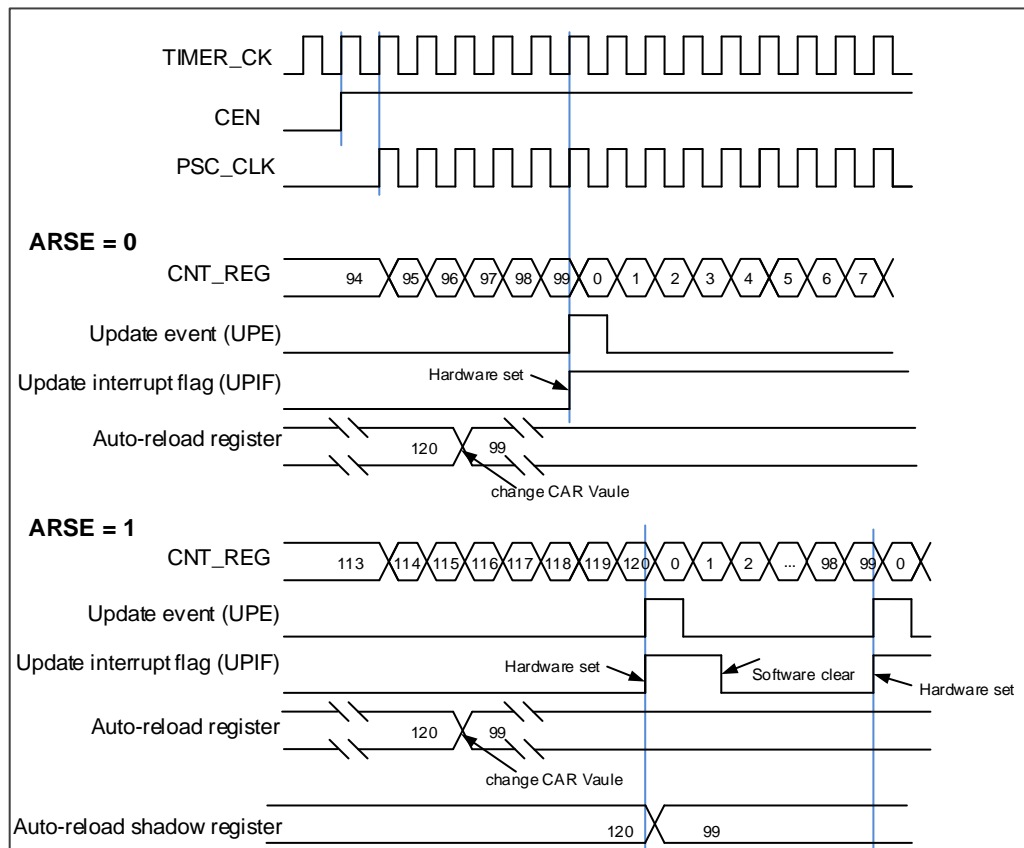 TIMER_CK
CEN
PSC_CLK
ARSE = 0
CNT_REG 94 95 96 97 98 99 0 1 2 3 4 5 6 7
Update event (UPE)
Update interrupt flag (UPIF) Hardware set
Auto-reload register 120 99
change CAR Vaule
ARSE = 1
CNT_REG 113 114 115 116 117 118 119 120 0 1 2 ... 98 99 0
Update event (UPE)
Update interrupt flag (UPIF) Hardware set Software clear Hardware set
Auto-reload register 120 99
change CAR Vaule
Auto-reload shadow register 120 99